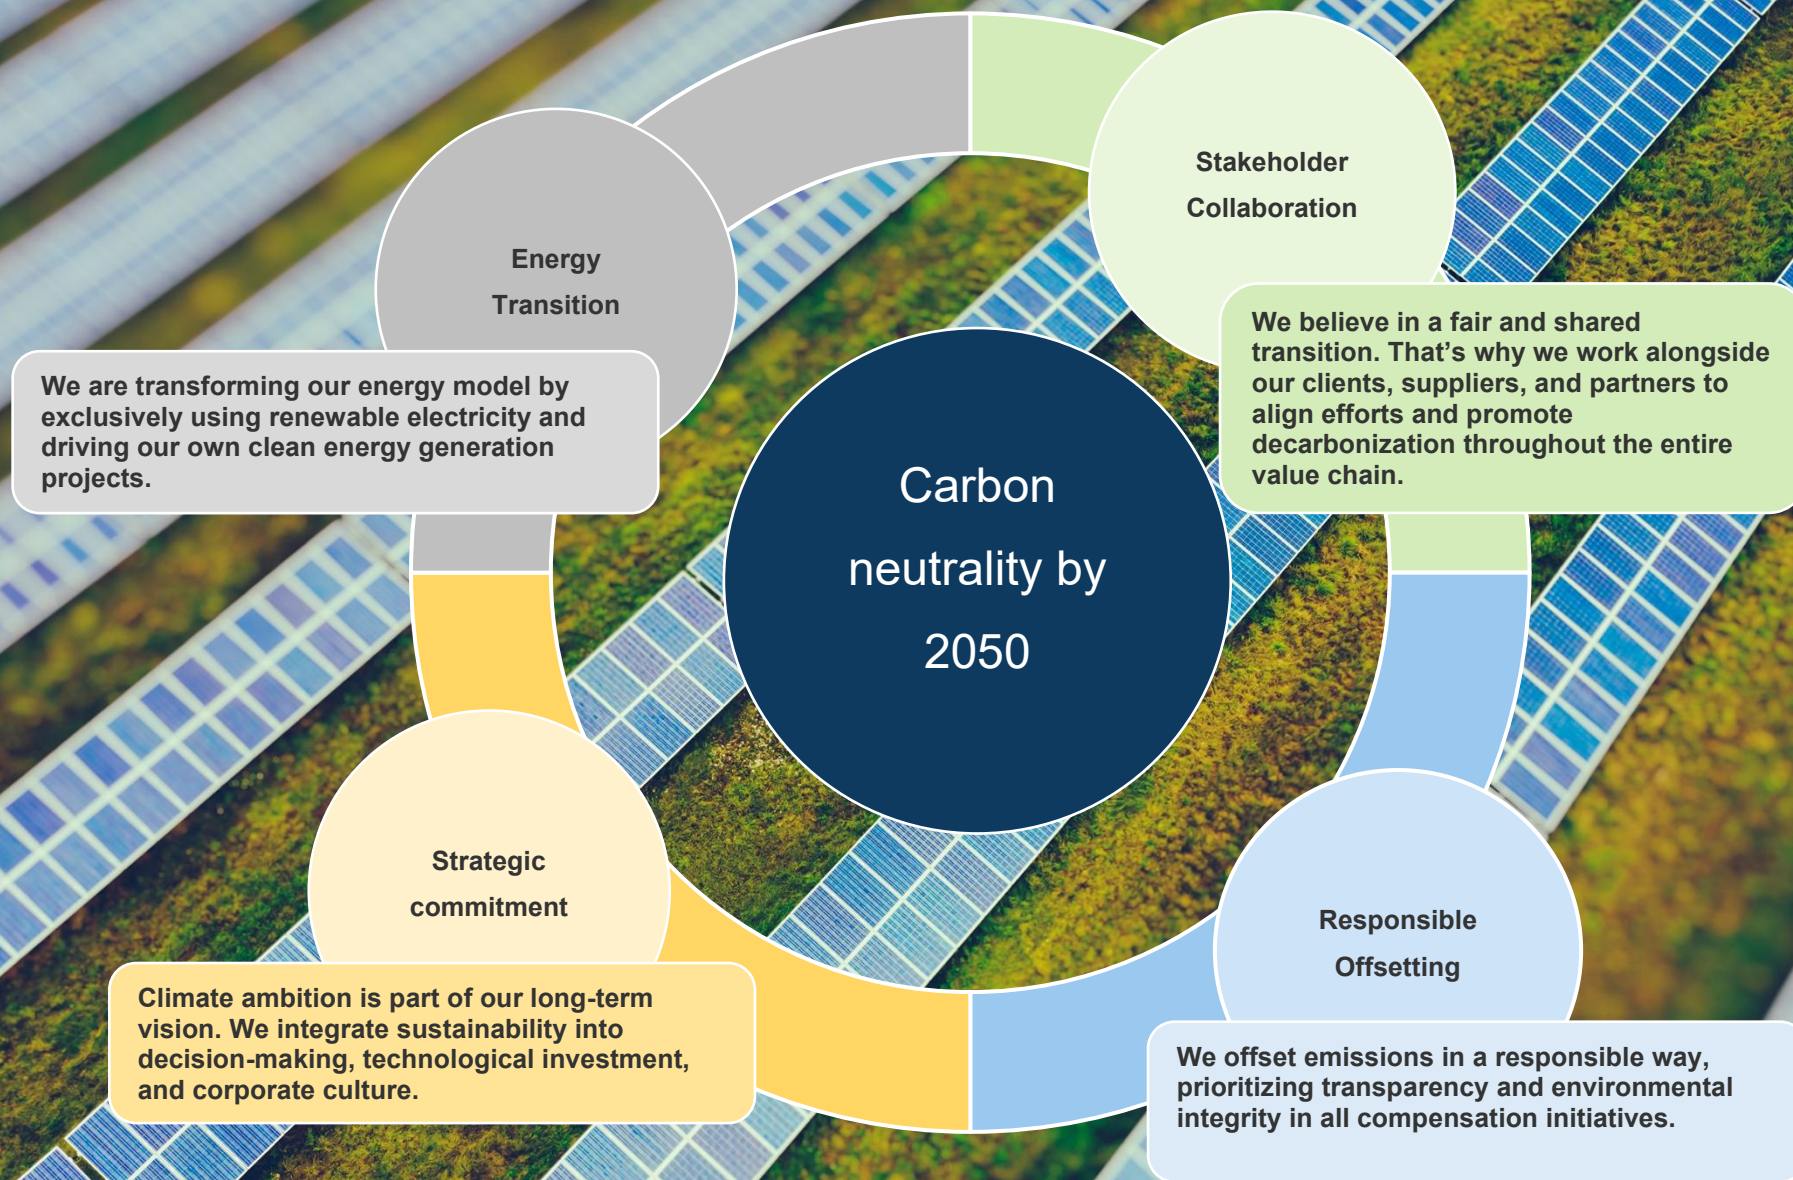 Stakeholder
Collaboration
We believe in a fair and shared
transition. That’s why we work alongside
our clients, suppliers, and partners to
align efforts and promote
decarbonization throughout the entire
value chain.
Energy
Transition
We are transforming our energy model by
exclusively using renewable electricity and
driving our own clean energy generation
projects.
Carbon
neutrality by
2050
Strategic
commitment
Climate ambition is part of our long-term
vision. We integrate sustainability into
decision-making, technological investment,
and corporate culture.
Responsible
Offsetting
We offset emissions in a responsible way,
prioritizing transparency and environmental
integrity in all compensation initiatives.